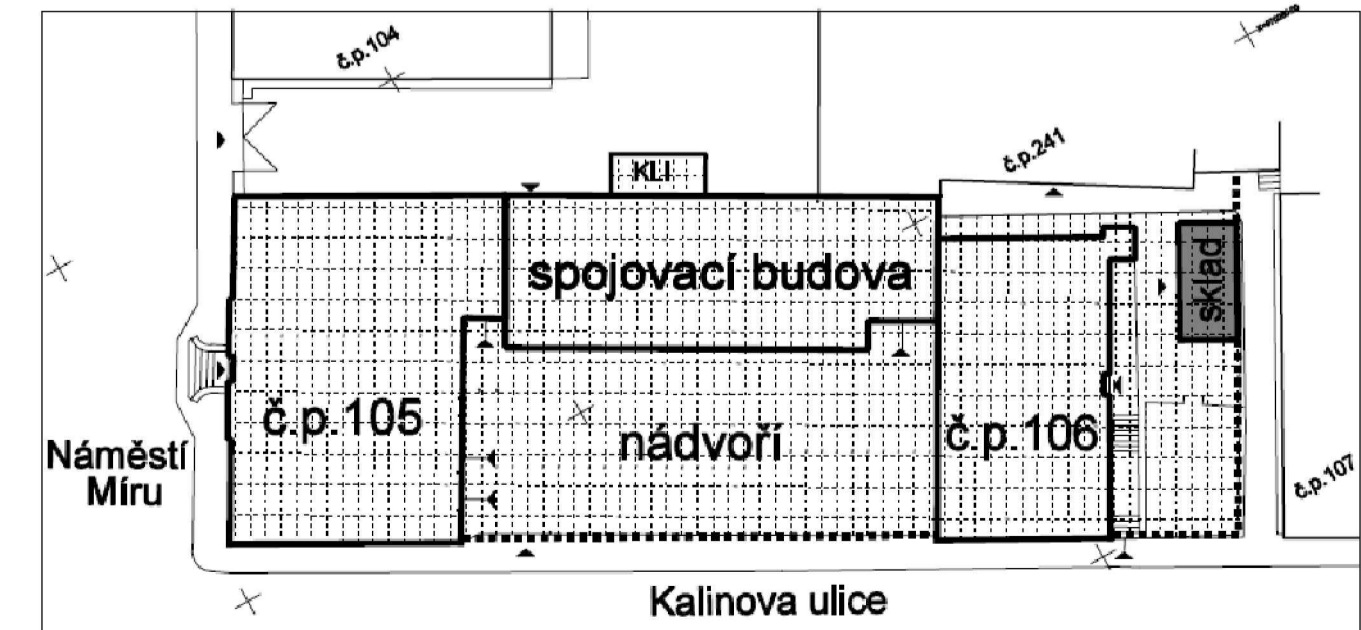 č.p.104
č.p.241
KLI
spojovací budova
sklad
č.p.105
nádvoří
č.p.106
Náměstí
Míru
č.p.107
Kalinova ulice